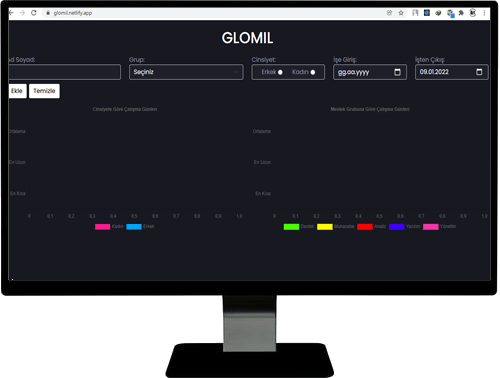 glomil.netlify.app
GLOMIL
Ad Soyad: Grup: Cinsiyet: İşe Giriş: İşten Çıkış:
Seçiniz Erkek Kadın gg.aa.yyyy 09.01.2022
Ekle Temizle
Cinsiyete Göre Çalışma Günleri Meslek Grubuna Göre Çalışma Günleri
Ortalama Ortalama
En Uzun En Uzun
En Kısa En Kısa
0 0,1 0,2 0,3 0,4 0,5 0,6 0,7 0,8 0,9 1,0 0 0,1 0,2 0,3 0,4 0,5 0,6 0,7 0,8 0,9 1,0
Kadın Erkek Destek Muhasebe Analiz Yazılım Yönetim